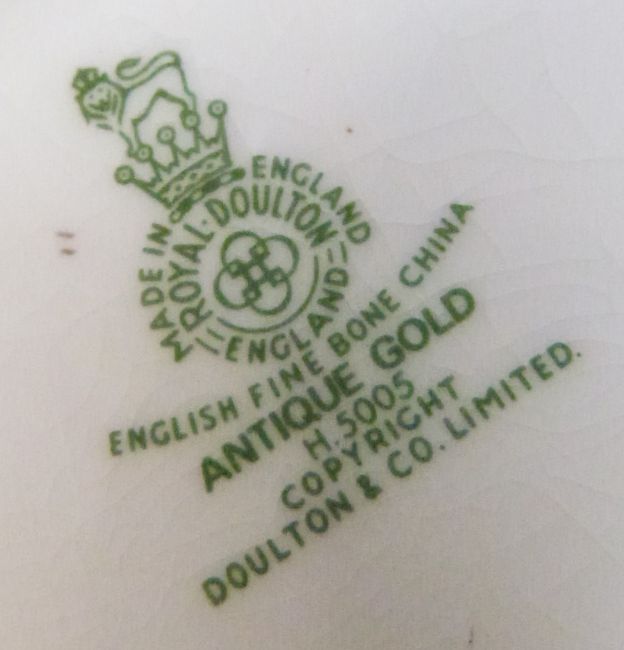 MADE IN ENGLAND
ROYAL·DOULTON
ENGLAND
ENGLISH FINE BONE CHINA
ANTIQUE GOLD
H.5005
COPYRIGHT
DOULTON & CO. LIMITED.